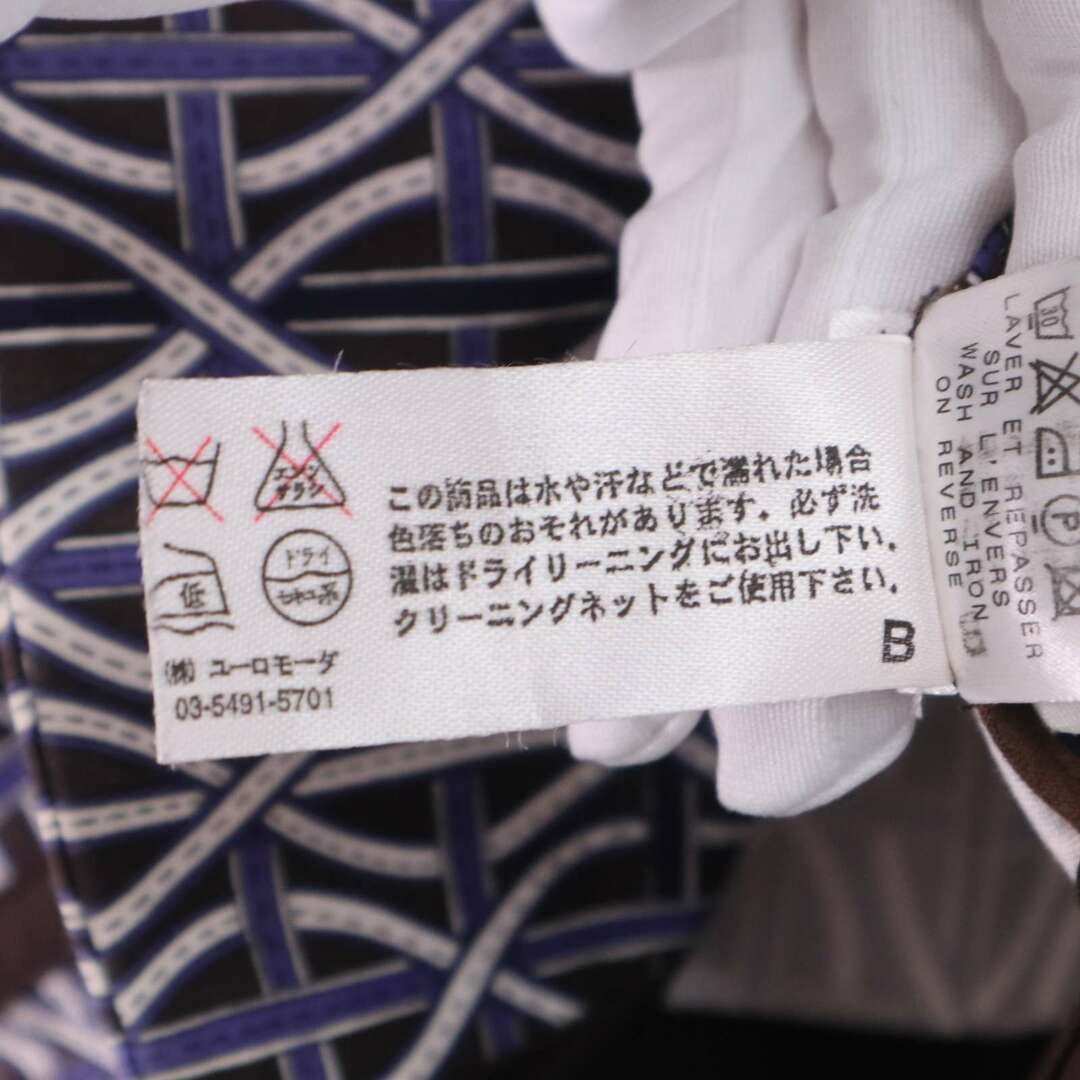 エンソ
サラシ
ドライ
セキユ系
低
この商品は水や汗などで濡れた場合
色落ちのおそれがあります。必ず洗
濯はドライクリーニングにお出し下い.
クリーニングネットをご使用下さい.
B
(株) ユーロモーダ
03-5491-5701
30
LAVER ET REPASSER
SUR L'ENVERS
WASH AND IRON
ON REVERSE
P